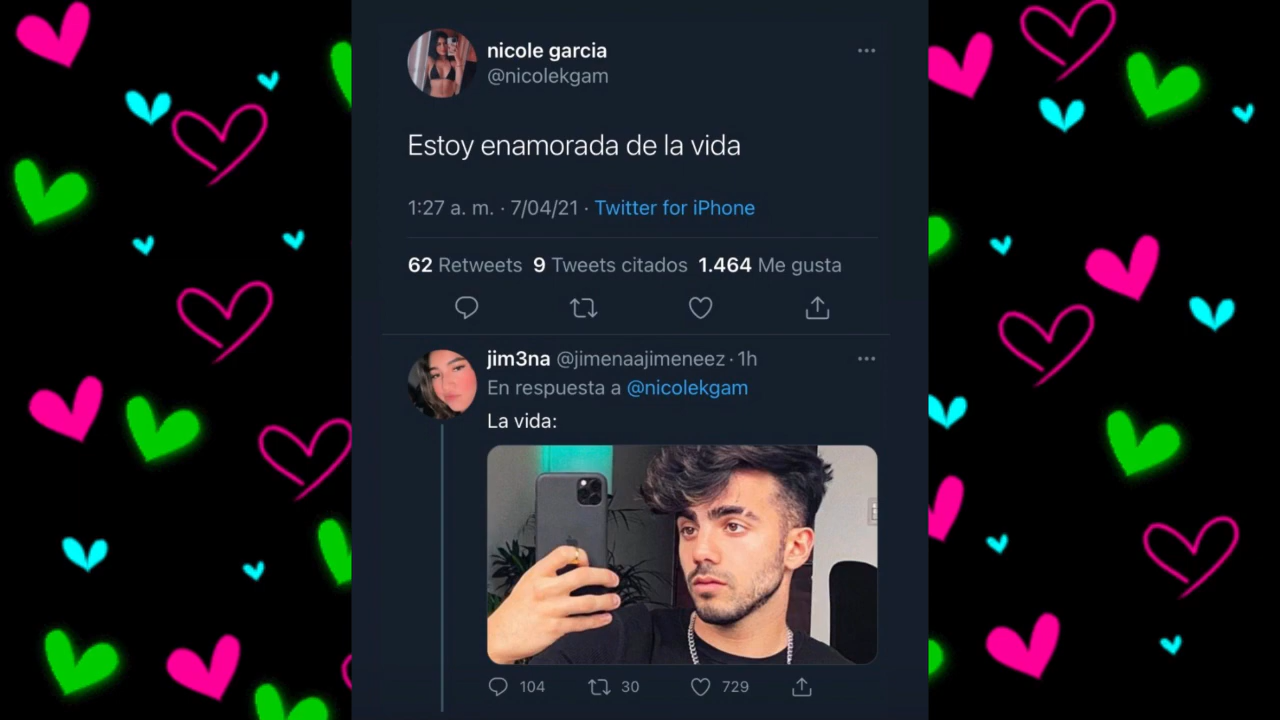 nicole garcia
@nicolekgam
Estoy enamorada de la vida
1:27 a. m. · 7/04/21 · Twitter for iPhone
62 Retweets 9 Tweets citados 1.464 Me gusta
jim3na @jimenaajimeneez · 1h
En respuesta a @nicolekgam
La vida:
104 30 729